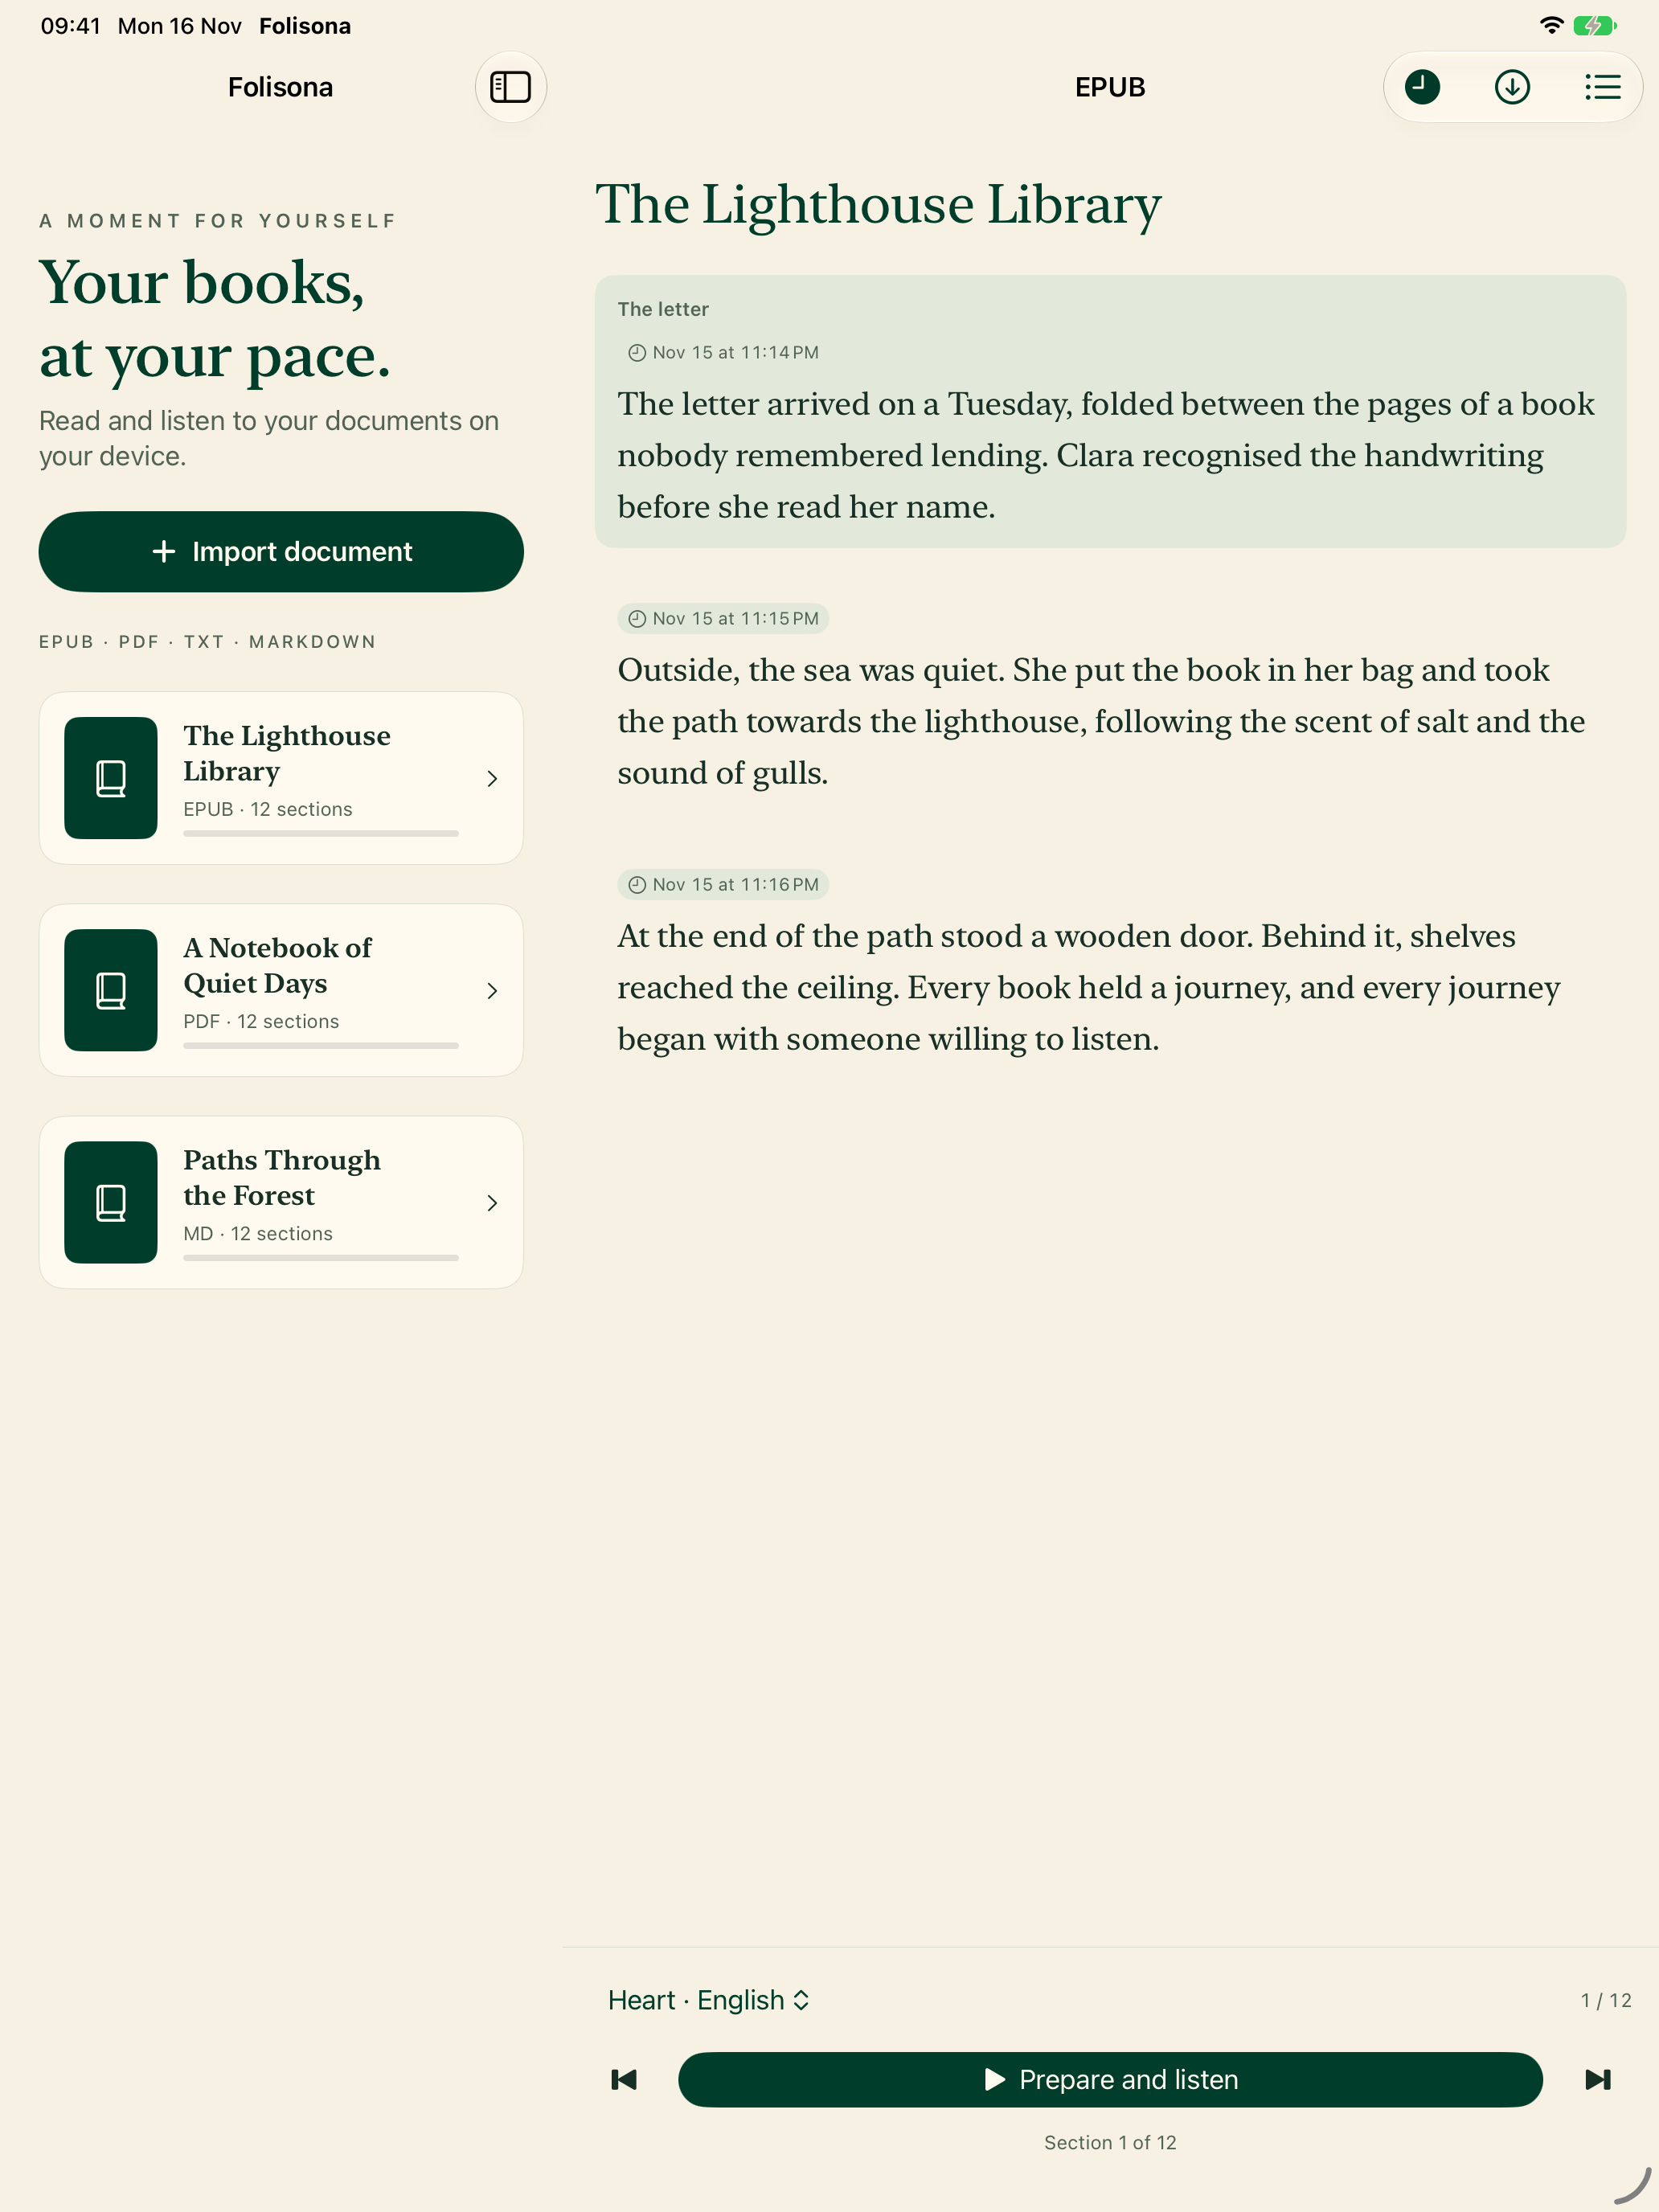 09:41 Mon 16 Nov Folisona
Folisona
A MOMENT FOR YOURSELF
Your books,
at your pace.
Read and listen to your documents on
your device.
Import document
EPUB · PDF · TXT · MARKDOWN
The Lighthouse
Library
EPUB · 12 sections
A Notebook of
Quiet Days
PDF · 12 sections
Paths Through
the Forest
MD · 12 sections
EPUB
The Lighthouse Library
The letter
Nov 15 at 11:14 PM
The letter arrived on a Tuesday, folded between the pages of a book
nobody remembered lending. Clara recognised the handwriting
before she read her name.
Nov 15 at 11:15 PM
Outside, the sea was quiet. She put the book in her bag and took
the path towards the lighthouse, following the scent of salt and the
sound of gulls.
Nov 15 at 11:16 PM
At the end of the path stood a wooden door. Behind it, shelves
reached the ceiling. Every book held a journey, and every journey
began with someone willing to listen.
Heart · English
1 / 12
Prepare and listen
Section 1 of 12